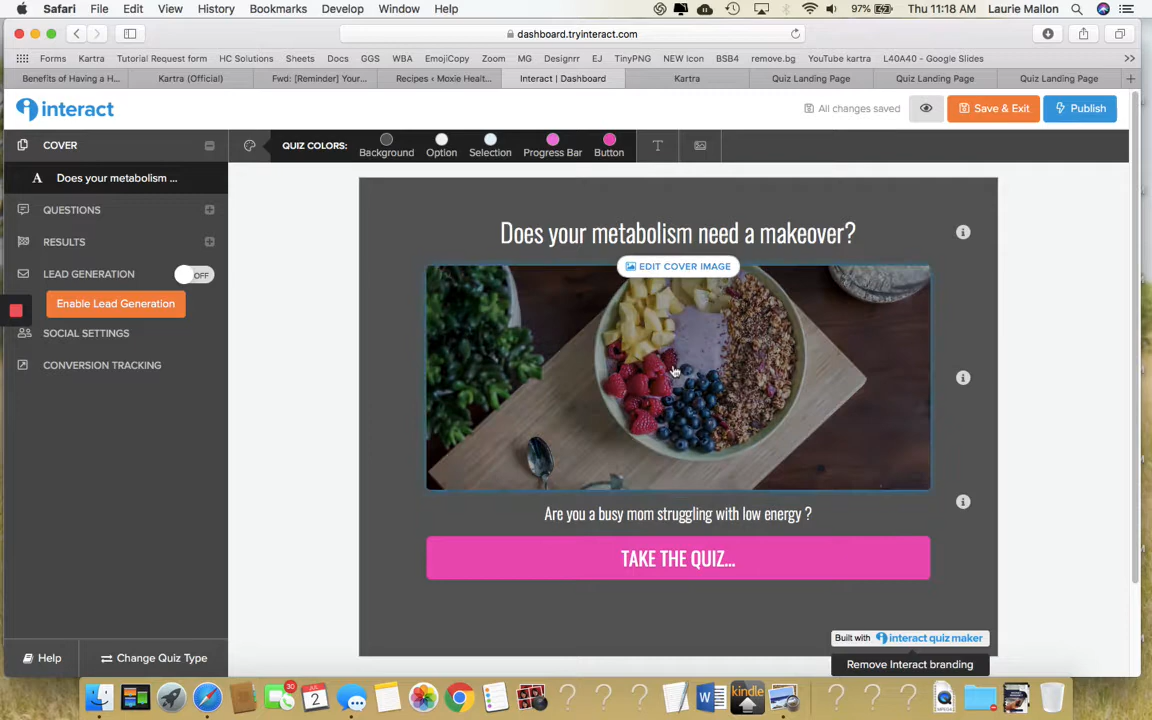 Safari File Edit View History Bookmarks Develop Window Help 97% Thu 11:18 AM Laurie Mallon
dashboard.tryinteract.com
Forms Kartra Tutorial Request form HC Solutions Sheets Docs GGS WBA EmojiCopy Zoom MG Designrr EJ TinyPNG NEW Icon BSB4 remove.bg YouTube kartra L40A40 – Google Slides >>
Benefits of Having a H... Kartra (Official) Fwd: [Reminder] Your... Recipes ‹ Moxie Healt... Interact | Dashboard Kartra Quiz Landing Page Quiz Landing Page Quiz Landing Page +
interact All changes saved Save & Exit Publish
COVER QUIZ COLORS: Background Option Selection Progress Bar Button T
A Does your metabolism ...
QUESTIONS
RESULTS
LEAD GENERATION OFF
Enable Lead Generation
SOCIAL SETTINGS
CONVERSION TRACKING
Does your metabolism need a makeover?
EDIT COVER IMAGE
Are you a busy mom struggling with low energy ?
TAKE THE QUIZ...
Built with interact quiz maker
Remove Interact branding
Help Change Quiz Type
30
JUL
2
W kindle
MPEG4